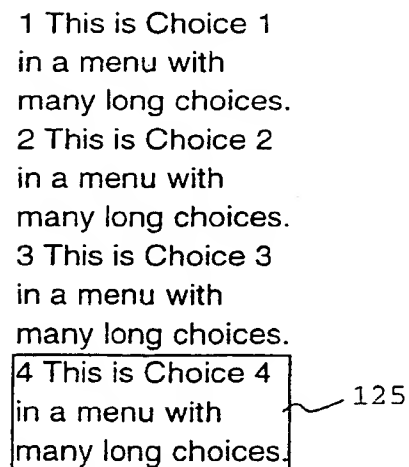 1 This is Choice 1
in a menu with
many long choices.
2 This is Choice 2
in a menu with
many long choices.
3 This is Choice 3
in a menu with
many long choices.
4 This is Choice 4
in a menu with
many long choices.
125